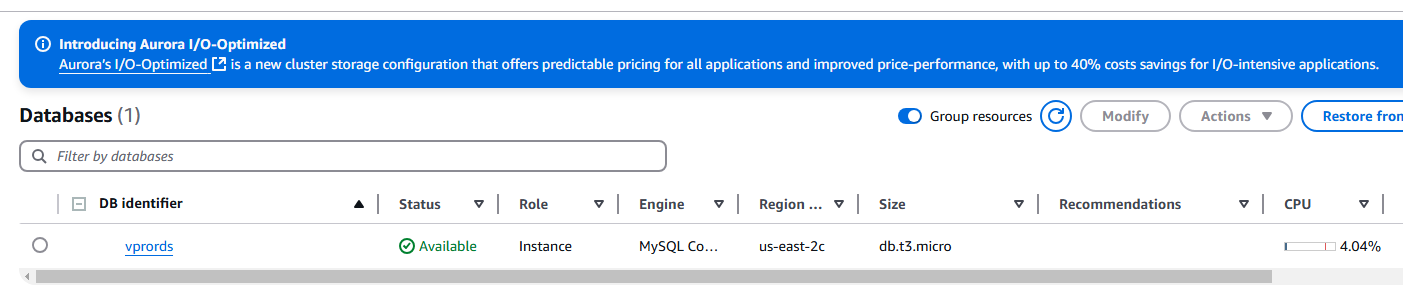 Introducing Aurora I/O-Optimized
Aurora's I/O-Optimized is a new cluster storage configuration that offers predictable pricing for all applications and improved price-performance, with up to 40% costs savings for I/O-intensive applications.
Databases (1)
Group resources
Modify
Actions
Restore fron
Filter by databases
DB identifier Status Role Engine Region ... Size Recommendations CPU
vprords Available Instance MySQL Co... us-east-2c db.t3.micro 4.04%